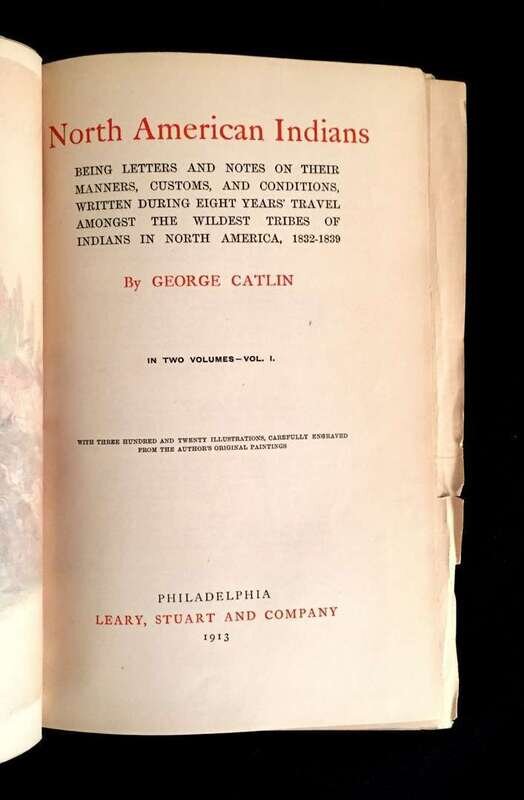 North American Indians
BEING LETTERS AND NOTES ON THEIR
MANNERS, CUSTOMS, AND CONDITIONS,
WRITTEN DURING EIGHT YEARS' TRAVEL
AMONGST THE WILDEST TRIBES OF
INDIANS IN NORTH AMERICA, 1832-1839
By GEORGE CATLIN
IN TWO VOLUMES—VOL. I.
WITH THREE HUNDRED AND TWENTY ILLUSTRATIONS, CAREFULLY ENGRAVED
FROM THE AUTHOR'S ORIGINAL PAINTINGS
PHILADELPHIA
LEARY, STUART AND COMPANY
1913